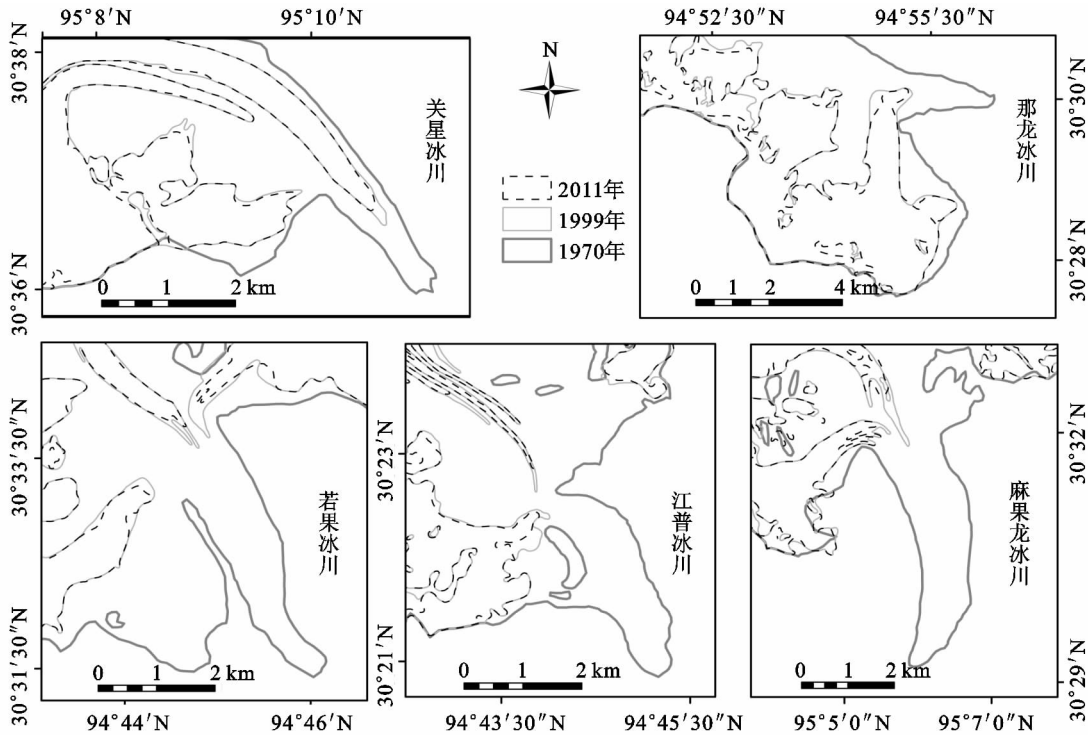 95°8′N
95°10′N
94°52′30″N
94°55′30″N
30°38′N
30°36′N
关星冰川
0 1 2 km
N
2011年
1999年
1970年
那龙冰川
30°30′N
30°28′N
0 1 2 4 km
30°33′30″N
30°31′30″N
若果冰川
0 1 2 km
94°44′N
94°46′N
30°23′N
30°21′N
江普冰川
0 1 2 km
94°43′30″N
94°45′30″N
麻果龙冰川
30°32′N
30°29′N
0 1 2 km
95°5′0″N
95°7′0″N